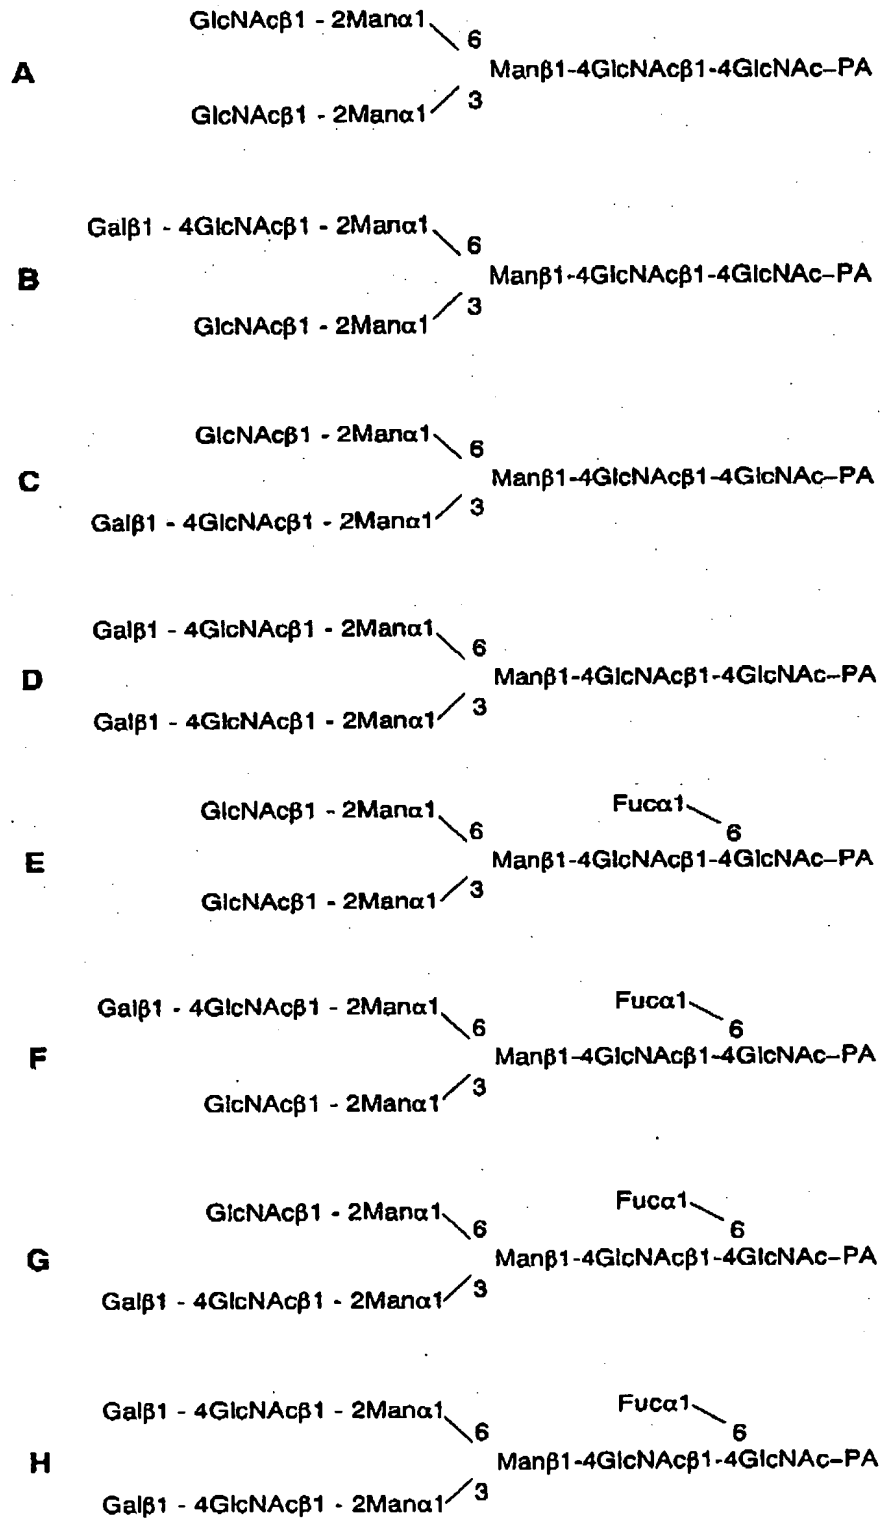 GlcNAcβ1 - 2Manα1
6
A Manβ1-4GlcNAcβ1-4GlcNAc-PA
3
GlcNAcβ1 - 2Manα1
Galβ1 - 4GlcNAcβ1 - 2Manα1
6
B Manβ1-4GlcNAcβ1-4GlcNAc-PA
3
GlcNAcβ1 - 2Manα1
GlcNAcβ1 - 2Manα1
6
C Manβ1-4GlcNAcβ1-4GlcNAc-PA
3
Galβ1 - 4GlcNAcβ1 - 2Manα1
Galβ1 - 4GlcNAcβ1 - 2Manα1
6
D Manβ1-4GlcNAcβ1-4GlcNAc-PA
3
Galβ1 - 4GlcNAcβ1 - 2Manα1
GlcNAcβ1 - 2Manα1 Fucα1
6 6
E Manβ1-4GlcNAcβ1-4GlcNAc-PA
3
GlcNAcβ1 - 2Manα1
Galβ1 - 4GlcNAcβ1 - 2Manα1 Fucα1
6 6
F Manβ1-4GlcNAcβ1-4GlcNAc-PA
3
GlcNAcβ1 - 2Manα1
GlcNAcβ1 - 2Manα1 Fucα1
6 6
G Manβ1-4GlcNAcβ1-4GlcNAc-PA
3
Galβ1 - 4GlcNAcβ1 - 2Manα1
Galβ1 - 4GlcNAcβ1 - 2Manα1 Fucα1
6 6
H Manβ1-4GlcNAcβ1-4GlcNAc-PA
3
Galβ1 - 4GlcNAcβ1 - 2Manα1